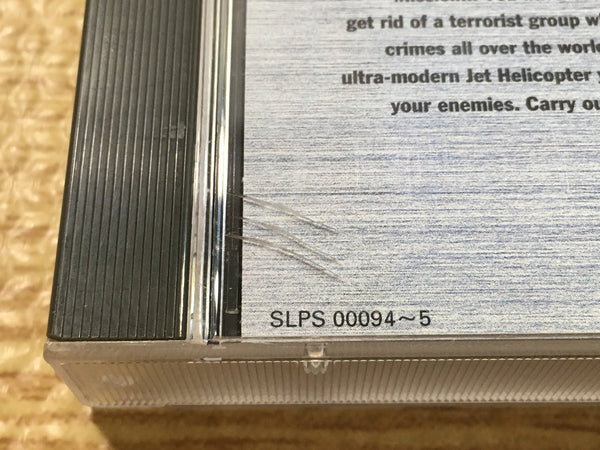 get rid of a terrorist group
crimes all over the world
ultra-modern Jet Helicopter
your enemies. Carry ou
SLPS 00094～5